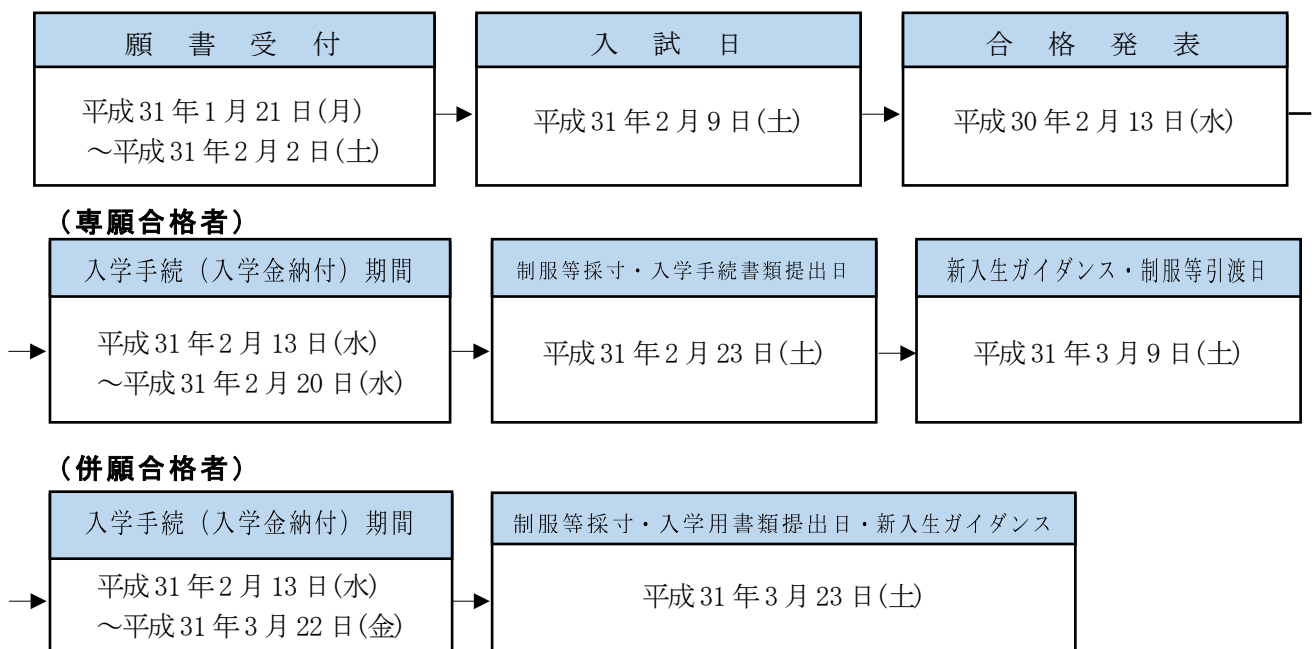 願書受付
入試日
合格発表
平成31年1月21日(月)
～平成31年2月2日(土)
平成31年2月9日(土)
平成30年2月13日(水)
（専願合格者）
入学手続（入学金納付）期間
制服等採寸・入学手続書類提出日
新入生ガイダンス・制服等引渡日
平成31年2月13日(水)
～平成31年2月20日(水)
平成31年2月23日(土)
平成31年3月9日(土)
（併願合格者）
入学手続（入学金納付）期間
制服等採寸・入学用書類提出日・新入生ガイダンス
平成31年2月13日(水)
～平成31年3月22日(金)
平成31年3月23日(土)